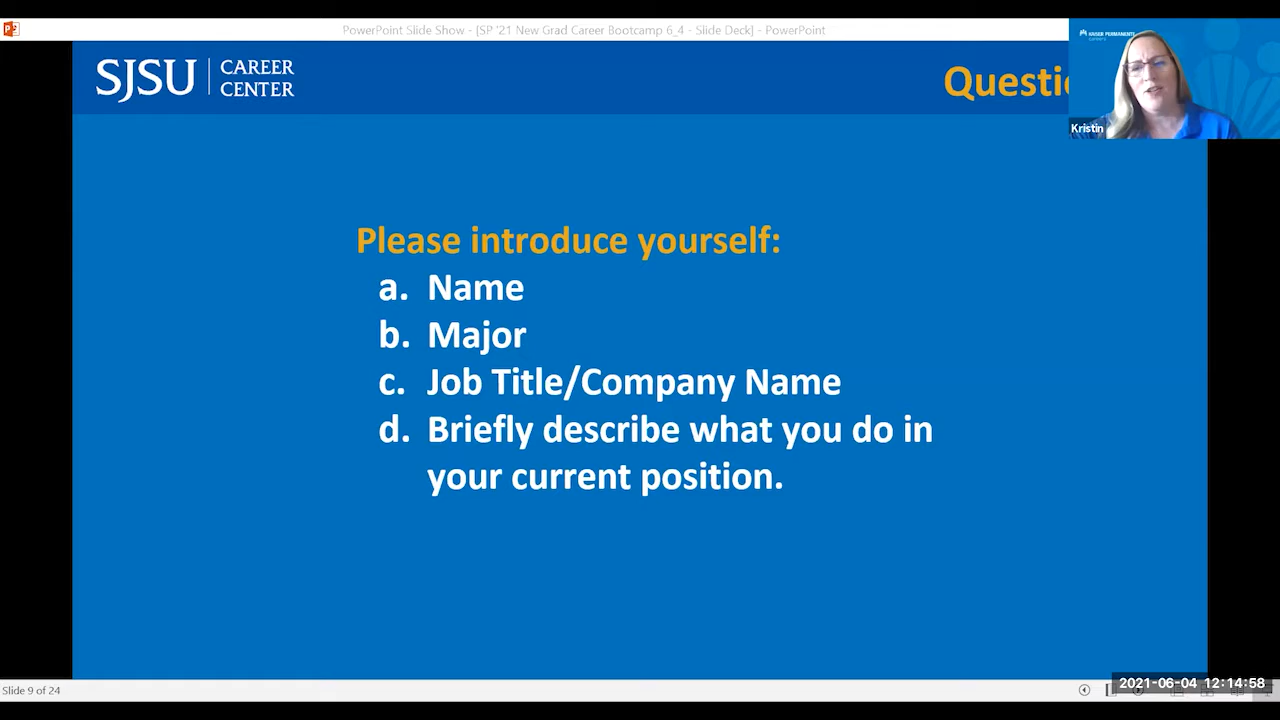 PowerPoint Slide Show - [SP '21 New Grad Career Bootcamp 6_4 - Slide Deck] - PowerPoint
KAISER PERMANENTE
SJSU CAREER
CENTER
Questi
Kristin
Please introduce yourself:
a. Name
b. Major
c. Job Title/Company Name
d. Briefly describe what you do in
your current position.
Slide 9 of 24
2021-06-04 12:14:58